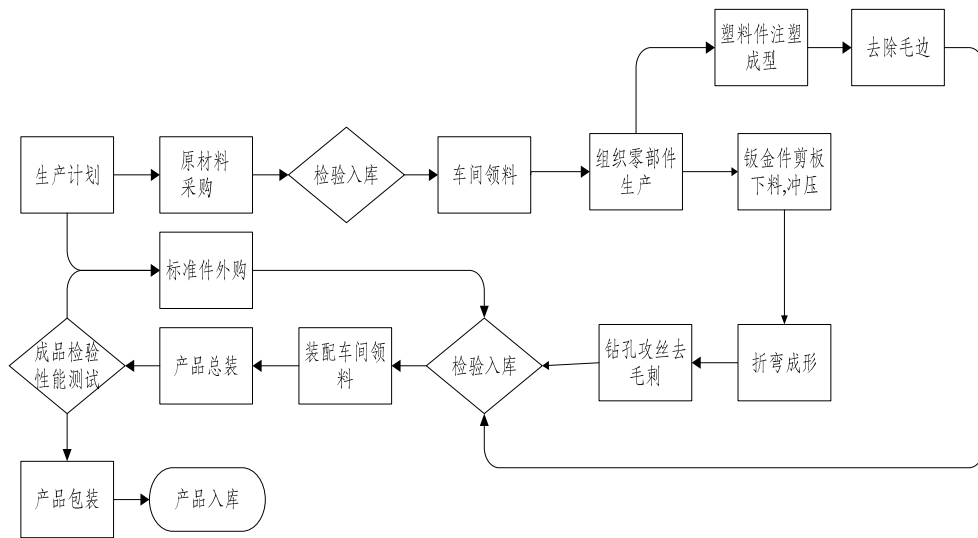 塑料件注塑
成型
去除毛边
生产计划
原材料
采购
检验入库
车间领料
组织零部件
生产
钣金件剪板
下料,冲压
标准件外购
成品检验
性能测试
产品总装
装配车间领
料
检验入库
钻孔攻丝去
毛刺
折弯成形
产品包装
产品入库